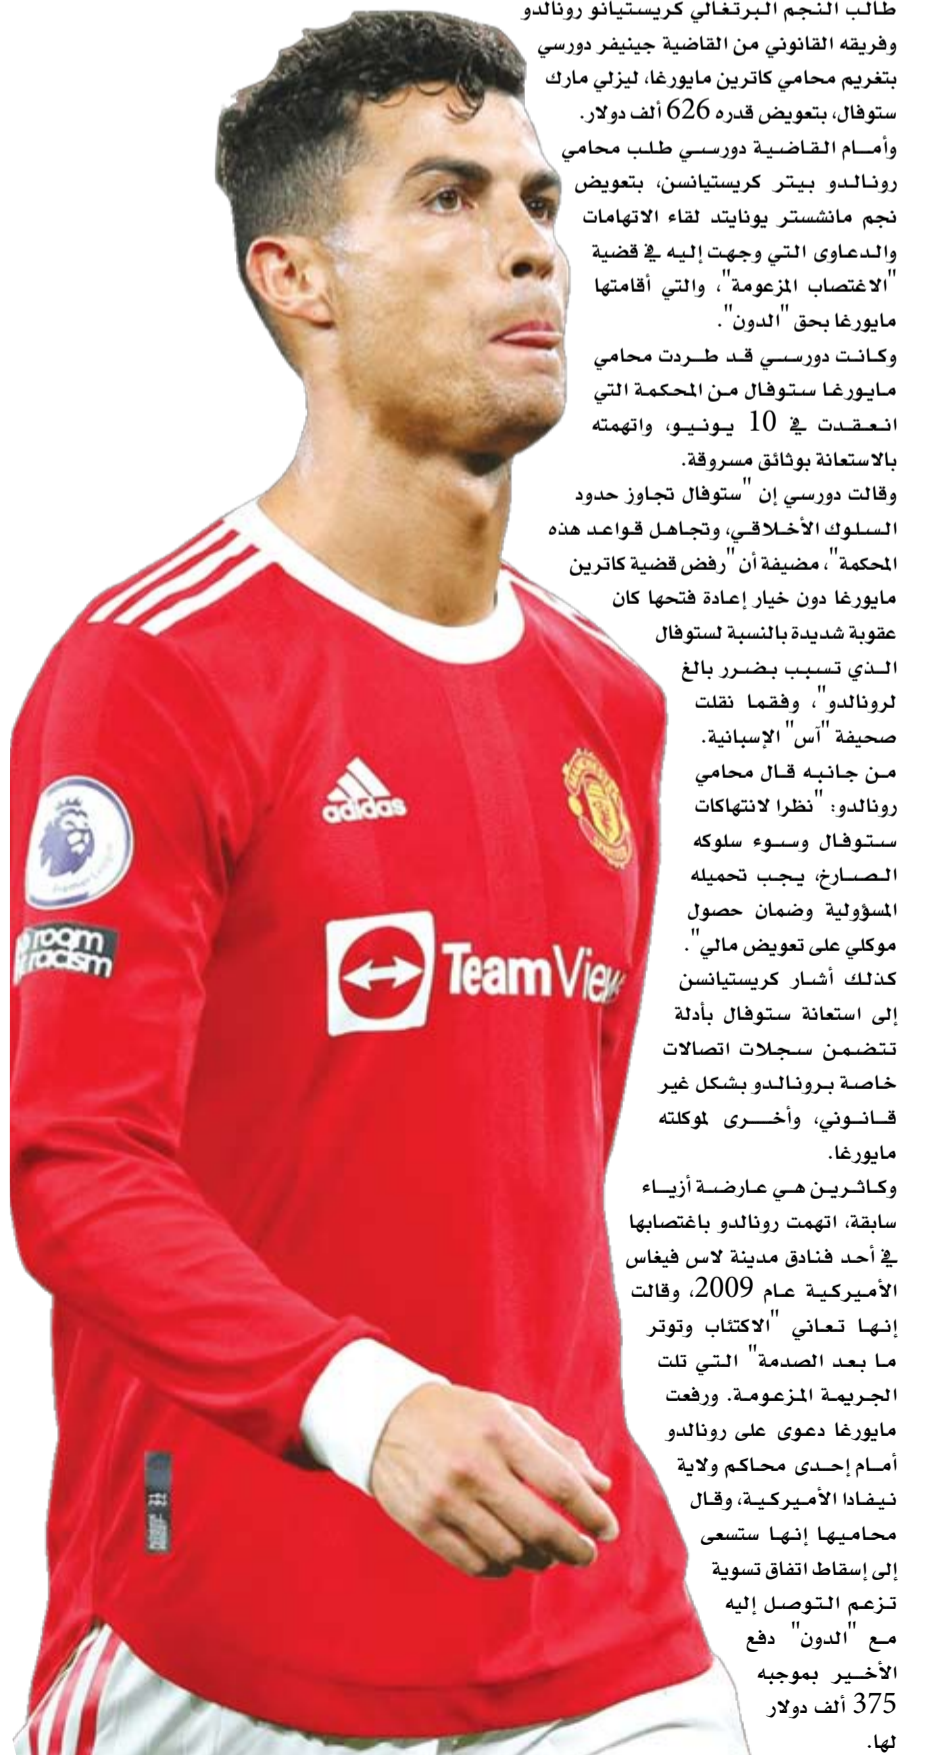 طالب النجم البرتغالي كريستيانو رونالدو
وفريقه القانوني من القاضية جينيفر دورسي
بتغريم محامي كاترين مايورغا، ليزلي مارك
ستوفال، بتعويض قدره 626 ألف دولار.
وأمام القاضية دورسي طلب محامي
رونالدو بيتر كريستيانسن، بتعويض
نجم مانشستر يونايتد لقاء الاتهامات
والدعاوى التي وجهت إليه في قضية
"الاغتصاب المزعومة"، والتي أقامتها
مايورغا بحق "الدون".
وكانت دورسي قد طردت محامي
مايورغا ستوفال من المحكمة التي
انعقدت في 10 يونيو، واتهمته
بالاستعانة بوثائق مسروقة.
وقالت دورسي إن "ستوفال تجاوز حدود
السلوك الأخلاقي، وتجاهل قواعد هذه
المحكمة"، مضيفة أن "رفض قضية كاترين
مايورغا دون خيار إعادة فتحها كان
عقوبة شديدة بالنسبة لستوفال
الذي تسبب بضرر بالغ
لرونالدو"، وفقما نقلت
صحيفة "آس" الإسبانية.
من جانبه قال محامي
رونالدو: "نظرا لانتهاكات
ستوفال وسوء سلوكه
الصارخ، يجب تحميله
المسؤولية وضمان حصول
موكلي على تعويض مالي".
كذلك أشار كريستيانسن
إلى استعانة ستوفال بأدلة
تتضمن سجلات اتصالات
خاصة برونالدو بشكل غير
قانوني، وأخرى لموكلته
مايورغا.
وكاثرين هي عارضة أزياء
سابقة، اتهمت رونالدو باغتصابها
في أحد فنادق مدينة لاس فيغاس
الأميركية عام 2009، وقالت
إنها تعاني "الاكتئاب وتوتر
ما بعد الصدمة" التي تلت
الجريمة المزعومة. ورفعت
مايورغا دعوى على رونالدو
أمام إحدى محاكم ولاية
نيفادا الأميركية، وقال
محاميها إنها ستسعى
إلى إسقاط اتفاق تسوية
تزعم التوصل إليه
مع "الدون" دفع
الأخير بموجبه
375 ألف دولار
لها.
adidas
Premier League
room
racism
TeamView